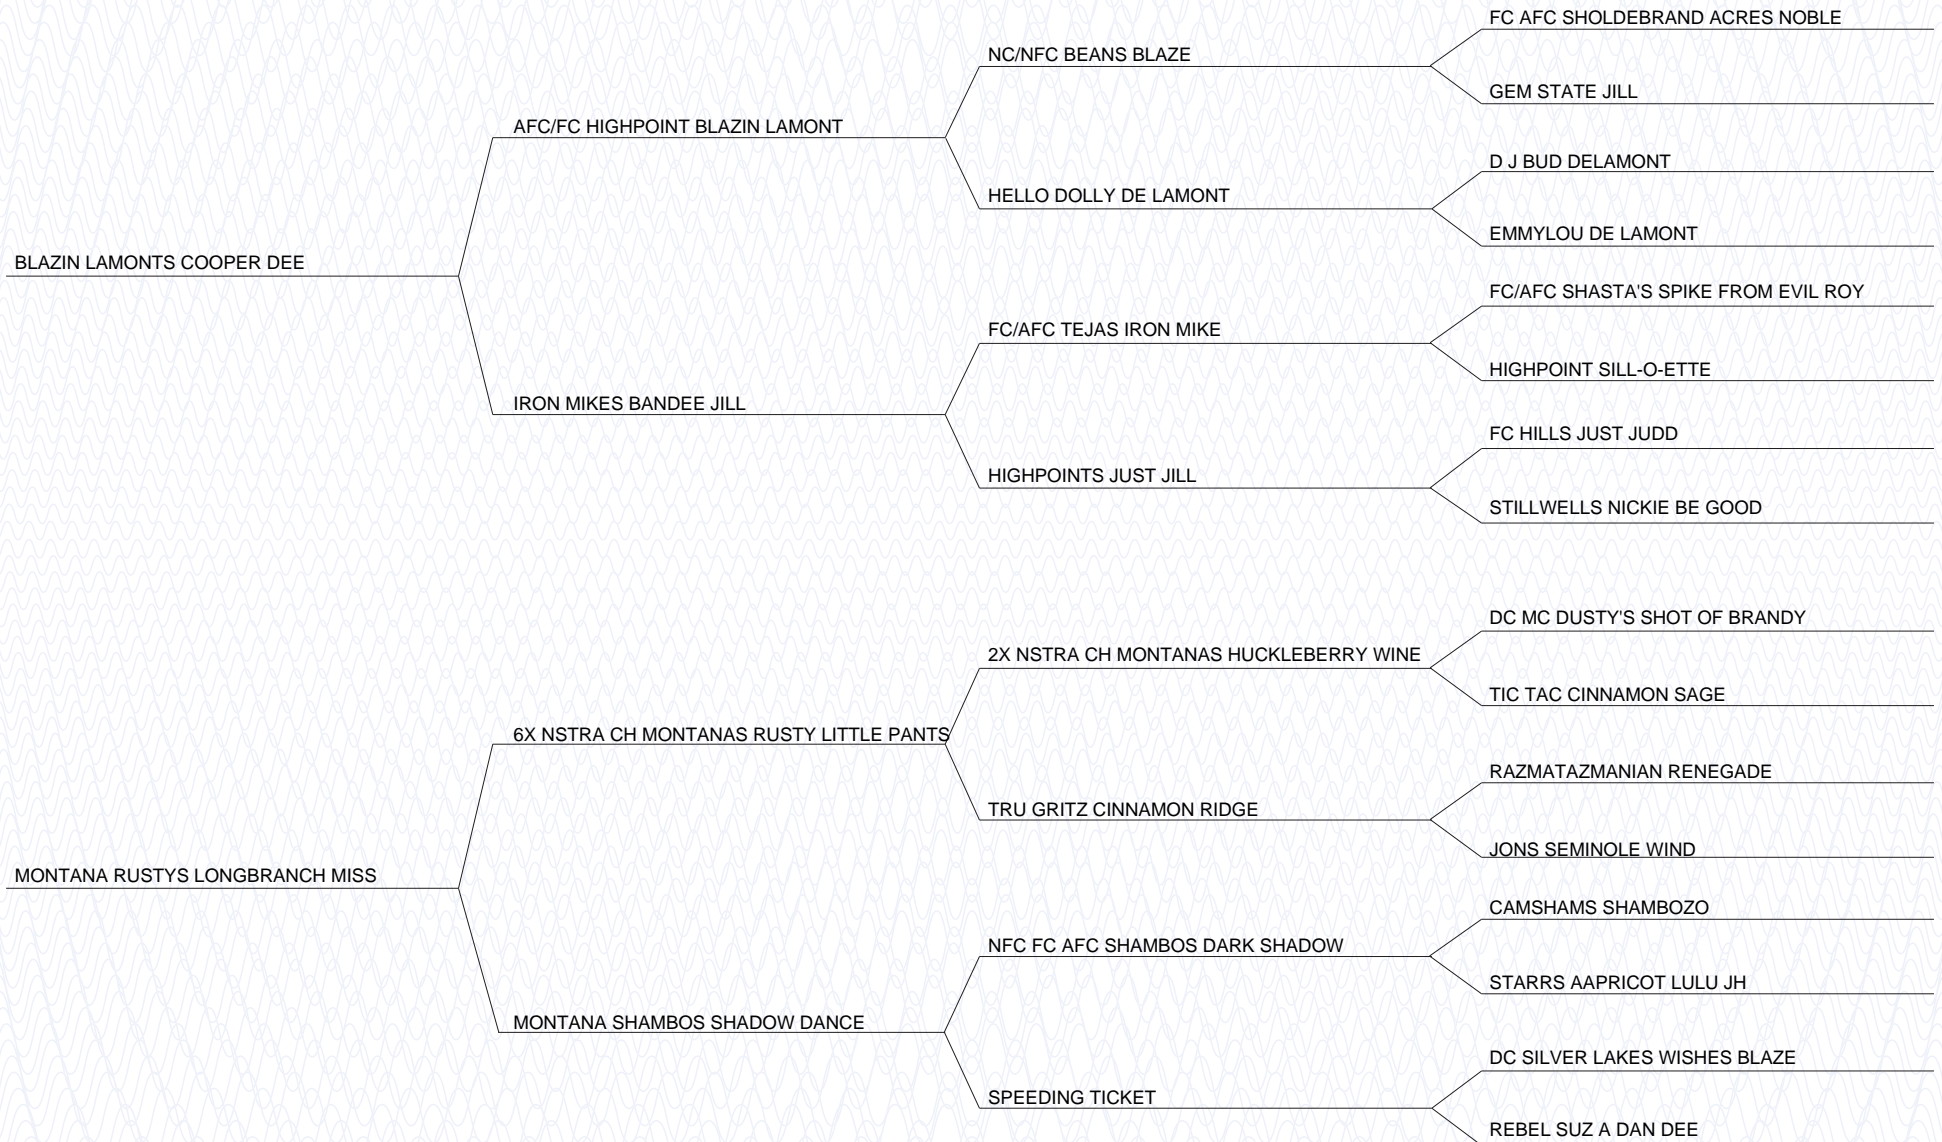 FC AFC SHOLDEBRAND ACRES NOBLE
NC/NFC BEANS BLAZE
GEM STATE JILL
AFC/FC HIGHPOINT BLAZIN LAMONT
D J BUD DELAMONT
HELLO DOLLY DE LAMONT
EMMYLOU DE LAMONT
BLAZIN LAMONTS COOPER DEE
FC/AFC SHASTA'S SPIKE FROM EVIL ROY
FC/AFC TEJAS IRON MIKE
HIGHPOINT SILL-O-ETTE
IRON MIKES BANDEE JILL
FC HILLS JUST JUDD
HIGHPOINTS JUST JILL
STILLWELLS NICKIE BE GOOD
DC MC DUSTY'S SHOT OF BRANDY
2X NSTRA CH MONTANAS HUCKLEBERRY WINE
TIC TAC CINNAMON SAGE
6X NSTRA CH MONTANAS RUSTY LITTLE PANTS
RAZMATAZMANIAN RENEGADE
TRU GRITZ CINNAMON RIDGE
JONS SEMINOLE WIND
MONTANA RUSTYS LONGBRANCH MISS
CAMSHAMS SHAMBOZO
NFC FC AFC SHAMBOS DARK SHADOW
STARRS AAPRICOT LULU JH
MONTANA SHAMBOS SHADOW DANCE
DC SILVER LAKES WISHES BLAZE
SPEEDING TICKET
REBEL SUZ A DAN DEE